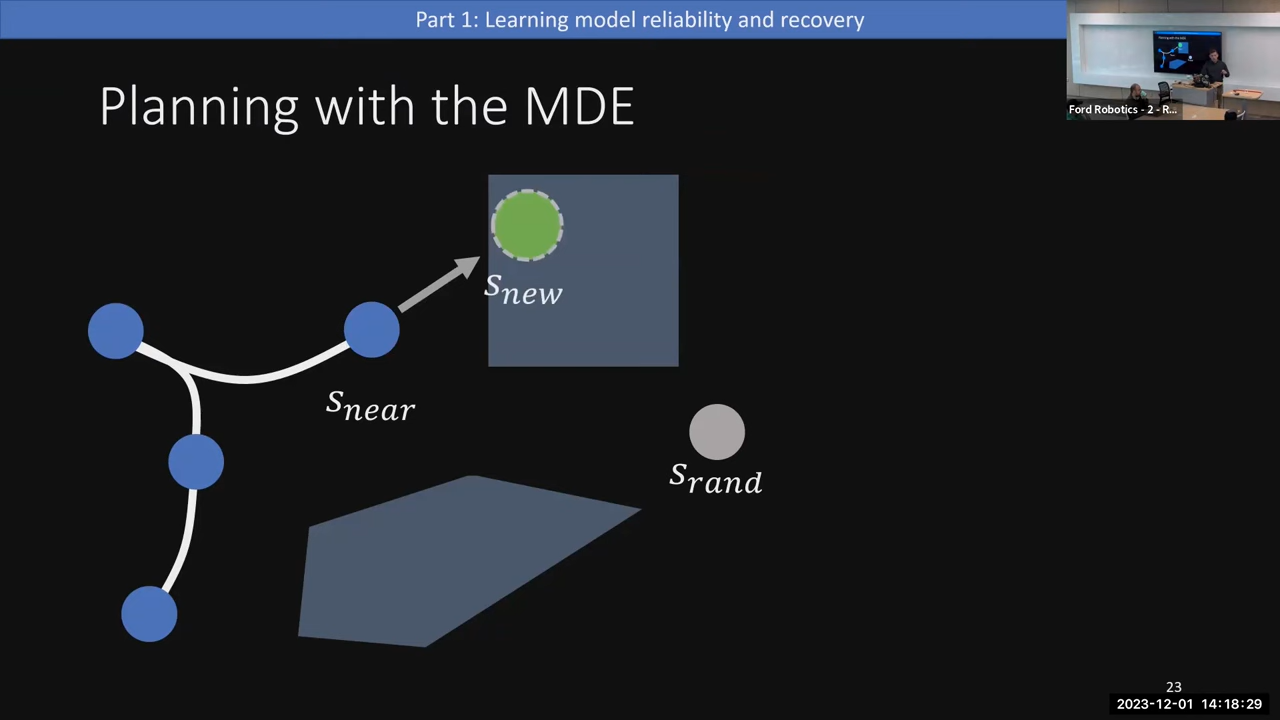 Part 1: Learning model reliability and recovery
Planning with the MDE
Ford Robotics - 2 - R...
s_new
s_near
s_rand
23
2023-12-01 14:18:29